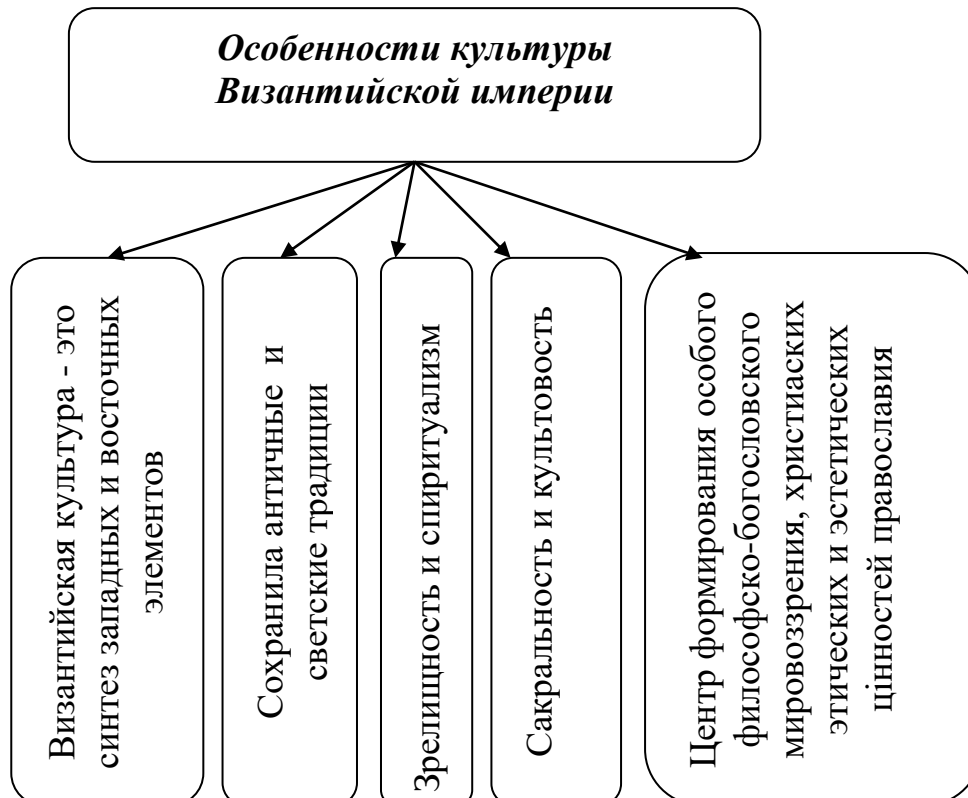 Особенности культуры
Византийской империи
Византийская культура - это
синтез западных и восточных
элементов
Сохранила античные и
светские традиции
Зрелищность и спиритуализм
Сакральность и культовость
Центр формирования особого
философско-богословского
мировоззрения, христиаских
этических и эстетических
цінностей православия